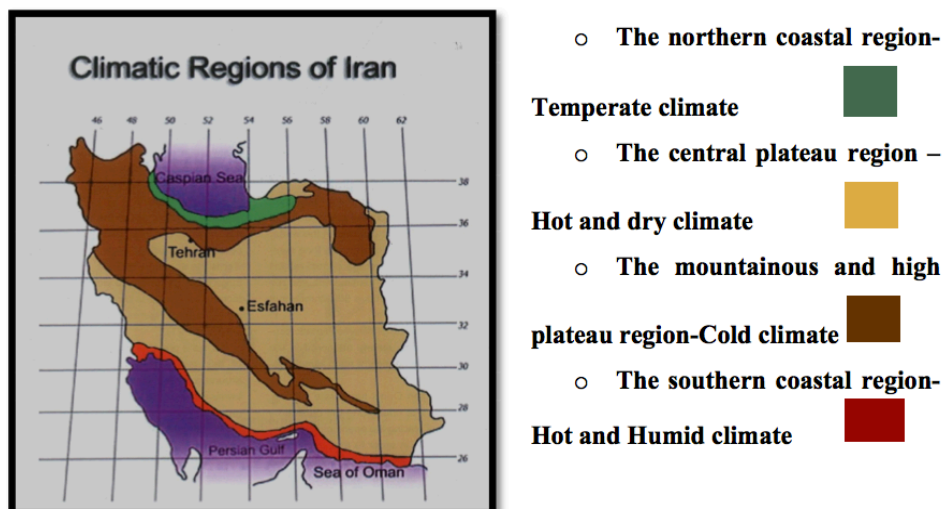 Climatic Regions of Iran
46 48 50 52 54 56 58 60 62
Caspian Sea
38
36
Tehran
34
Esfahan
32
30
28
Persian Gulf
26
Sea of Oman
○ The northern coastal region-
Temperate climate
○ The central plateau region –
Hot and dry climate
○ The mountainous and high
plateau region-Cold climate
○ The southern coastal region-
Hot and Humid climate